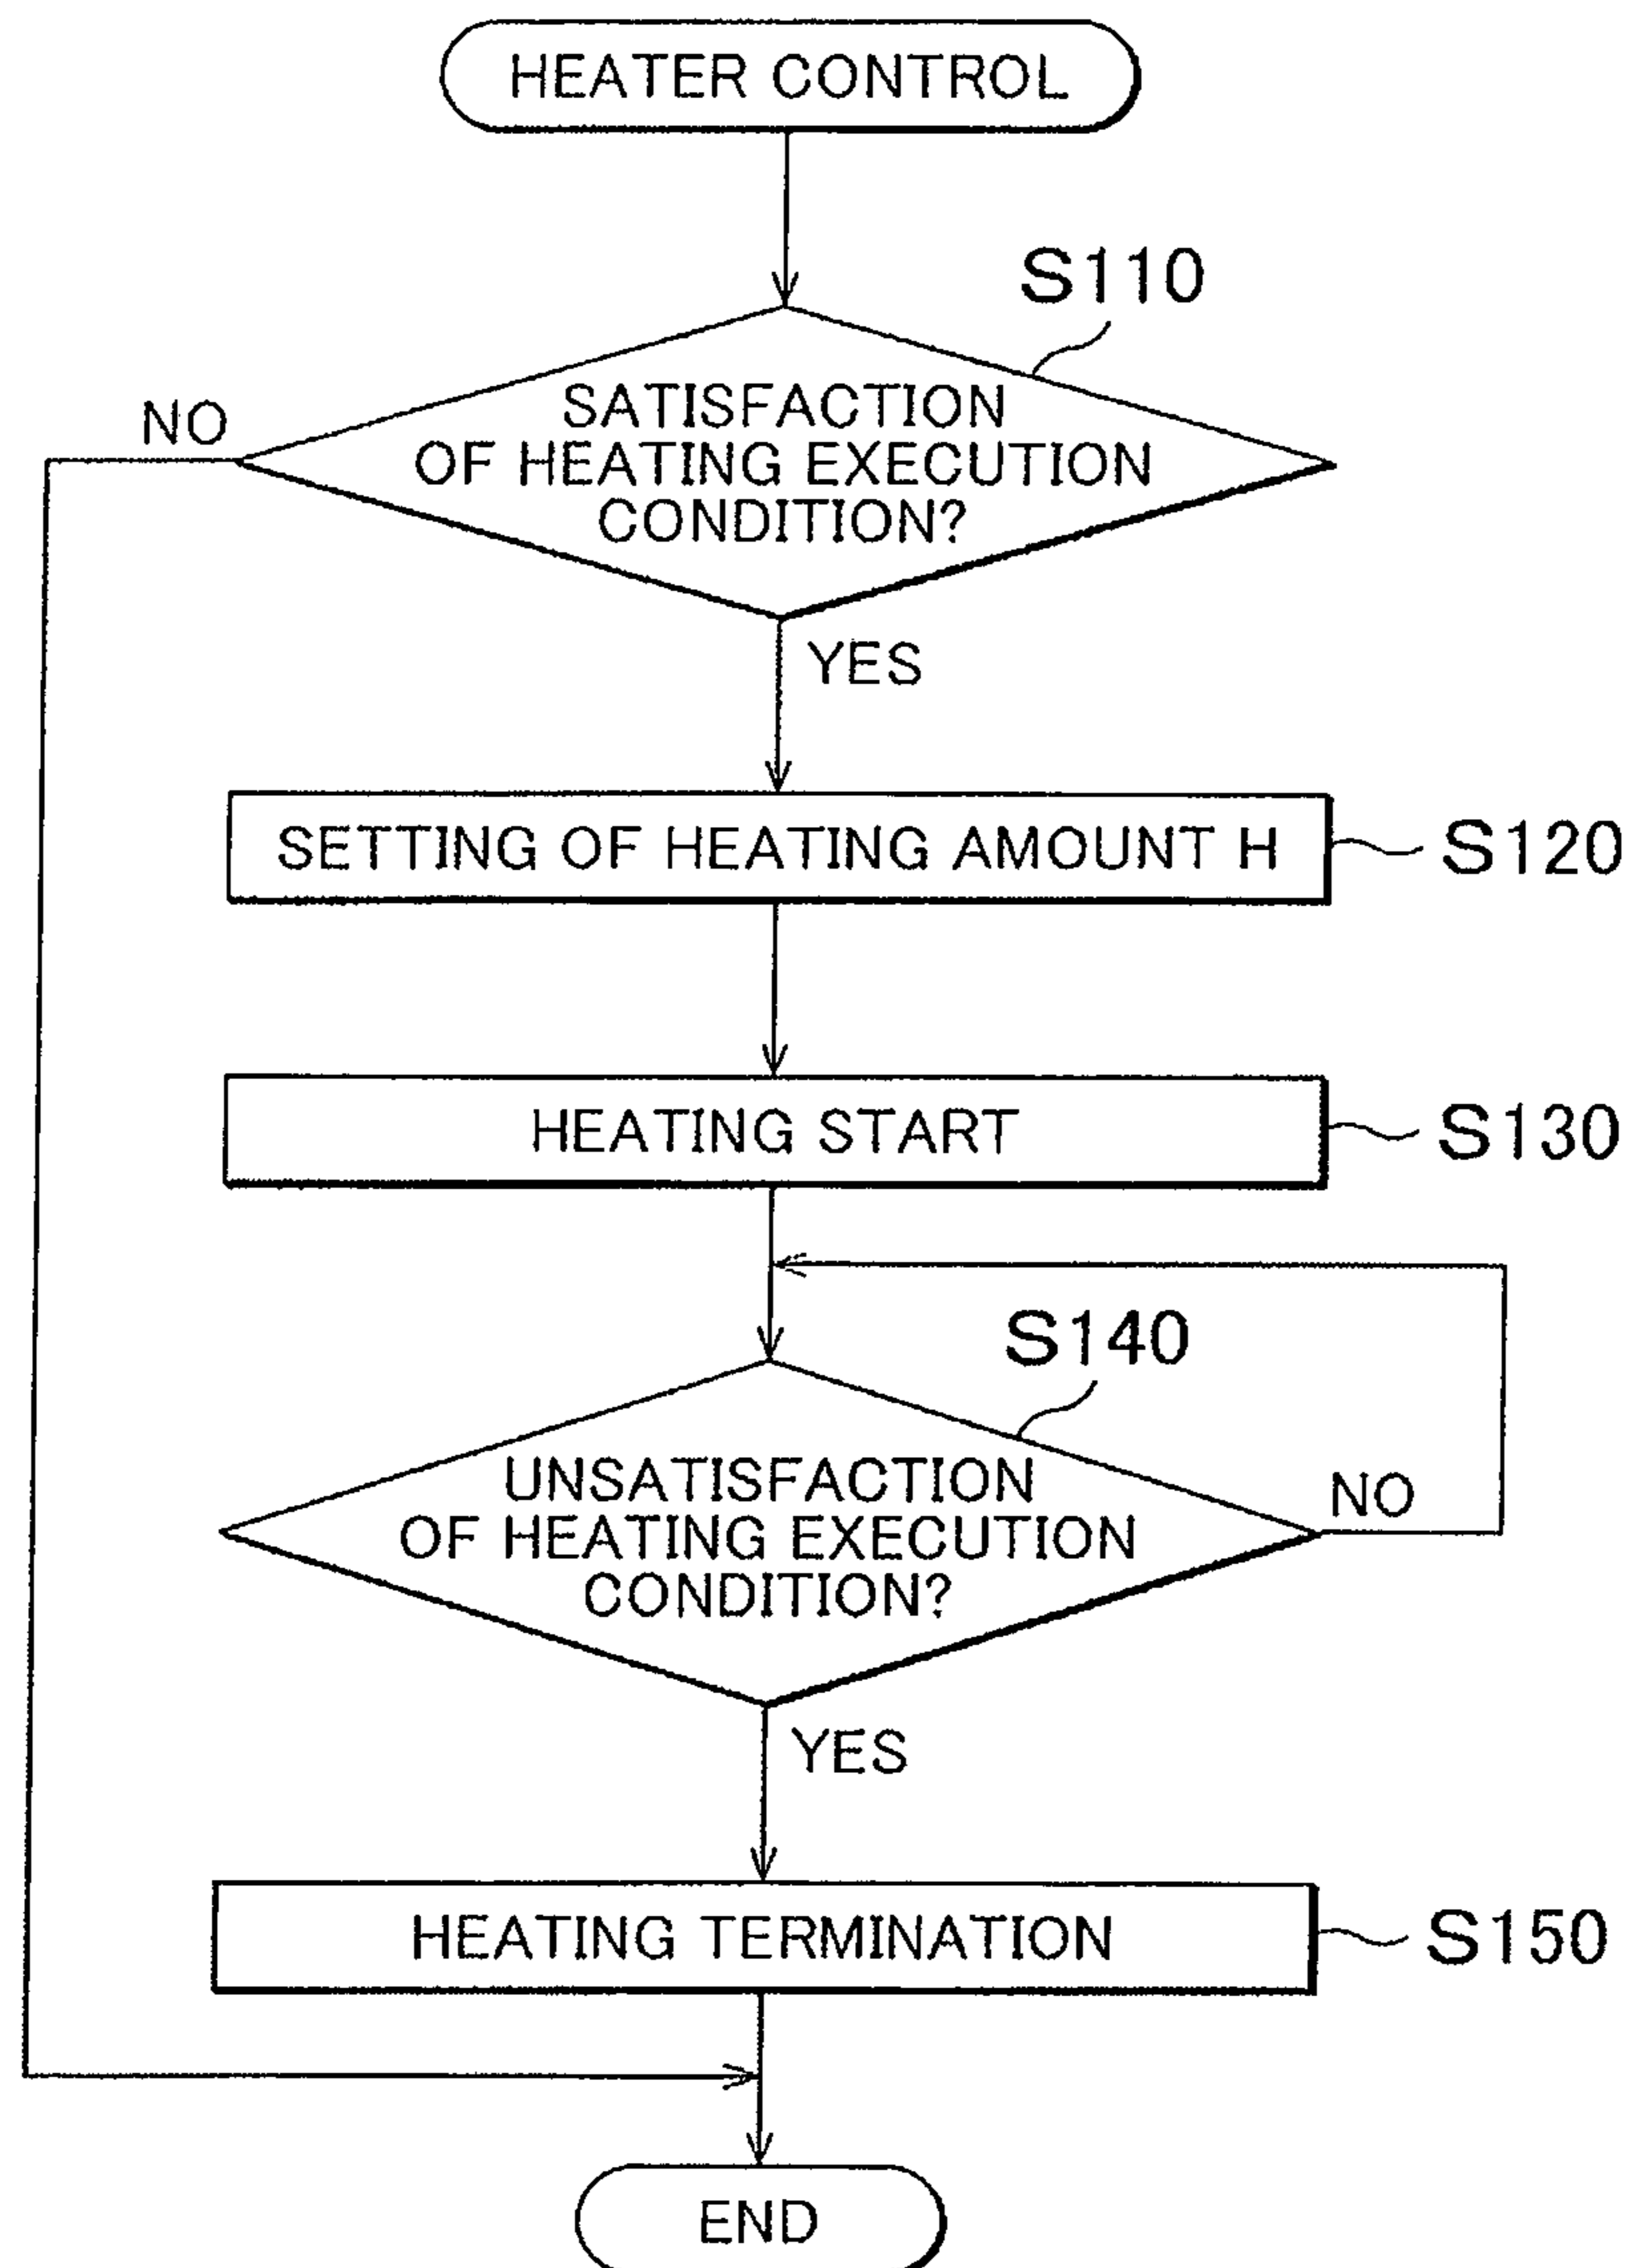 HEATER CONTROL
S110
SATISFACTION
OF HEATING EXECUTION
CONDITION?
NO
YES
SETTING OF HEATING AMOUNT H
S120
HEATING START
S130
S140
UNSATISFACTION
OF HEATING EXECUTION
CONDITION?
NO
YES
HEATING TERMINATION
S150
END